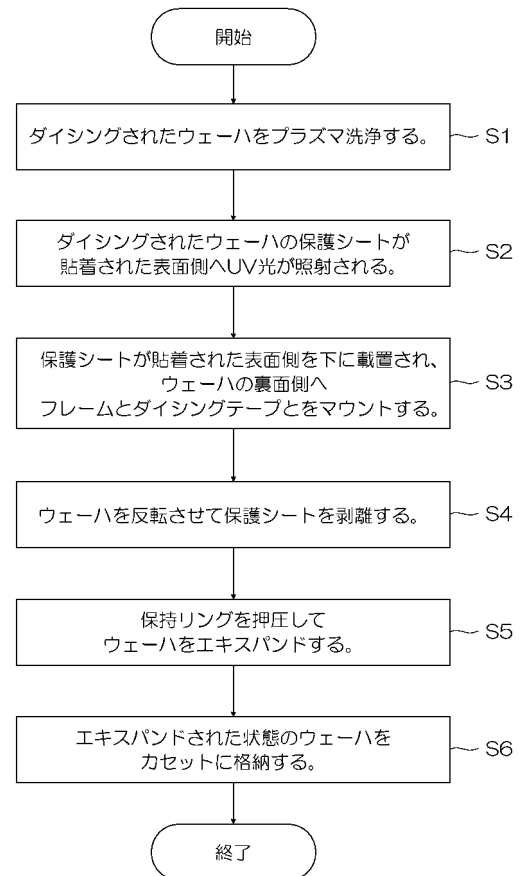 開始
ダイシングされたウェーハをプラズマ洗浄する。
S1
ダイシングされたウェーハの保護シートが
貼着された表面側へUV光が照射される。
S2
保護シートが貼着された表面側を下に載置され、
ウェーハの裏面側へ
フレームとダイシングテープとをマウントする。
S3
ウェーハを反転させて保護シートを剥離する。
S4
保持リングを押圧して
ウェーハをエキスパンドする。
S5
エキスパンドされた状態のウェーハを
カセットに格納する。
S6
終了